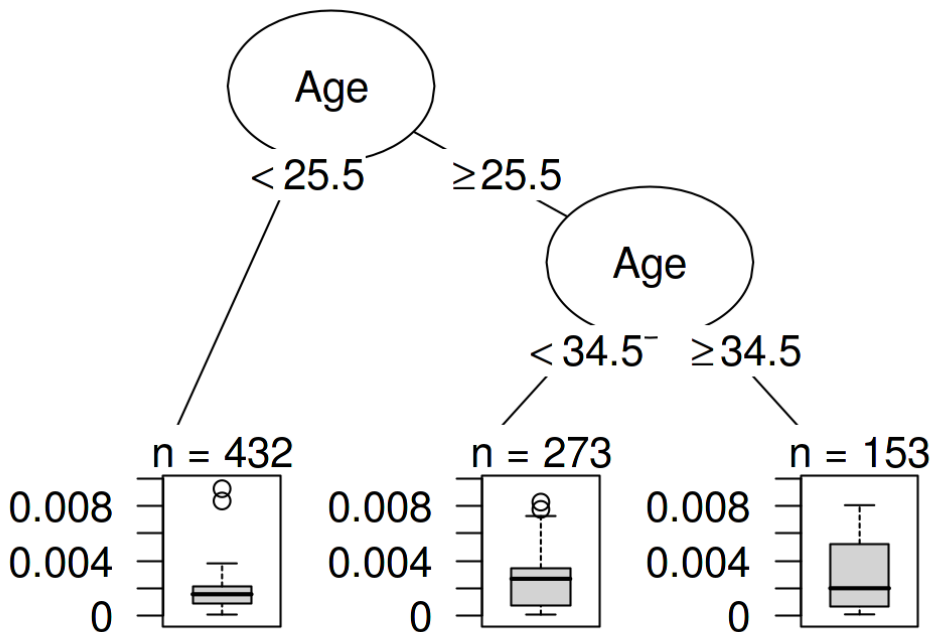 Age
< 25.5 ≥ 25.5
Age
< 34.5 ≥ 34.5
n = 432 n = 273 n = 153
0.008 0.008 0.008
0.004 0.004 0.004
0 0 0